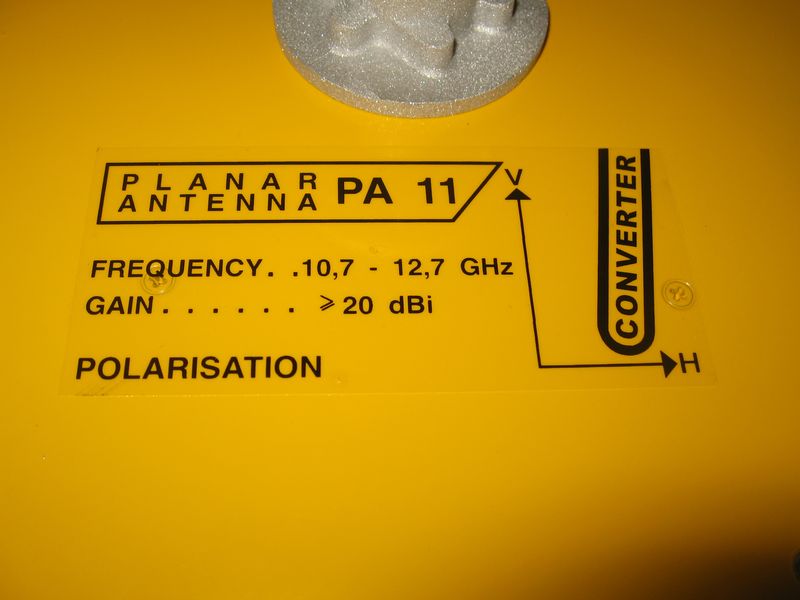 PLANAR
ANTENNA PA 11
V
CONVERTER
FREQUENCY. .10,7 - 12,7 GHz
GAIN . . . . . . ⩾ 20 dBi
POLARISATION
H